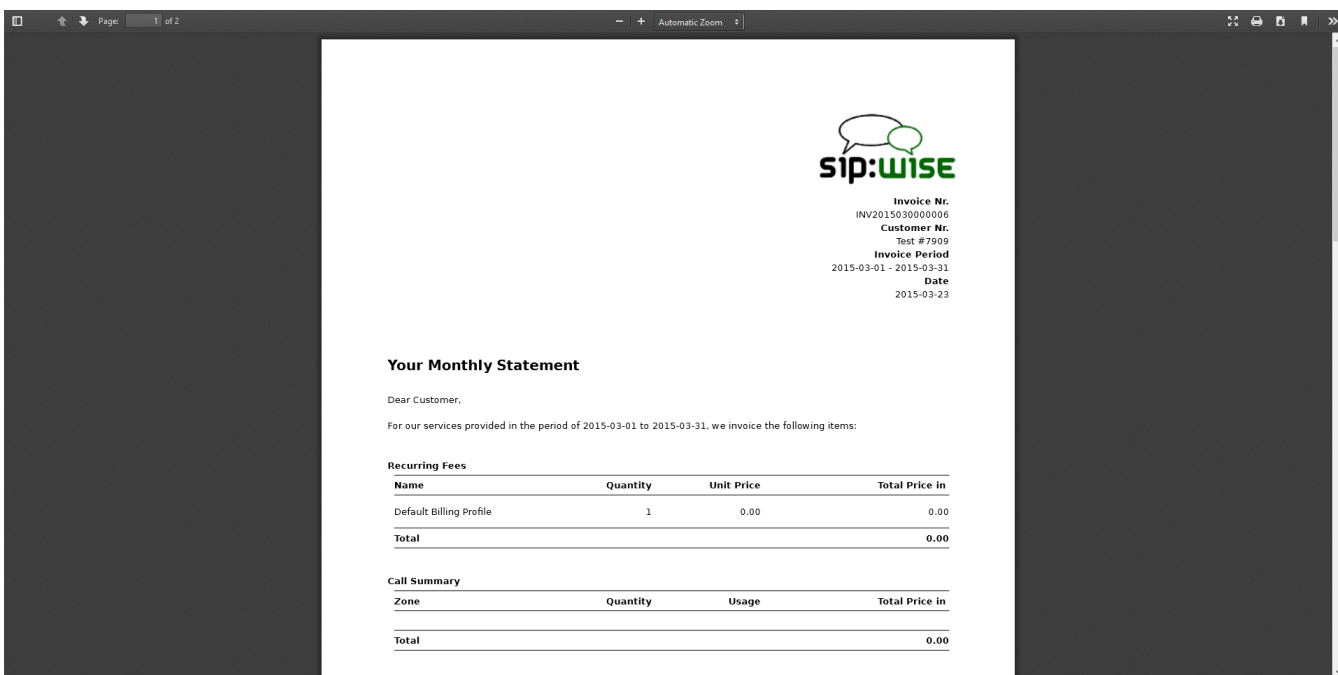 Page: 1 of 2
Automatic Zoom
sip:wise
Invoice Nr.
INV2015030000006
Customer Nr.
Test #7909
Invoice Period
2015-03-01 - 2015-03-31
Date
2015-03-23
Your Monthly Statement
Dear Customer,
For our services provided in the period of 2015-03-01 to 2015-03-31, we invoice the following items:
Recurring Fees
Name Quantity Unit Price Total Price in
Default Billing Profile 1 0.00 0.00
Total 0.00
Call Summary
Zone Quantity Usage Total Price in
Total 0.00